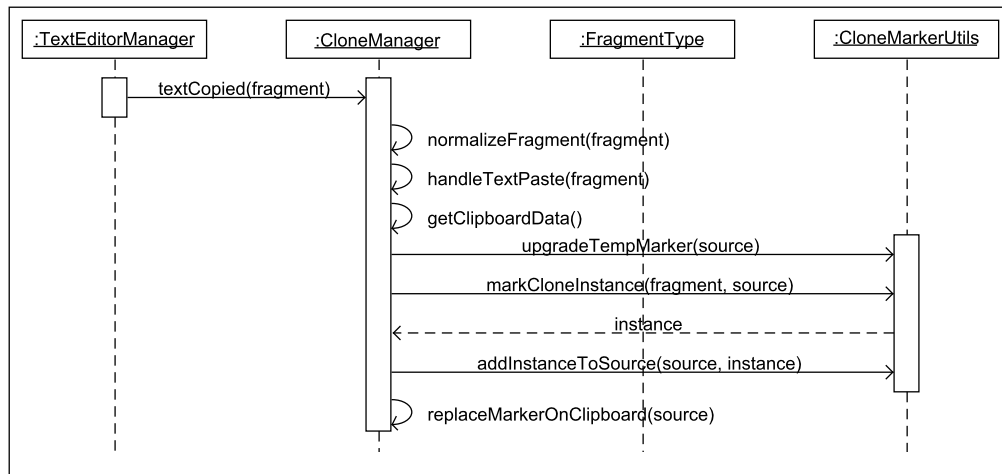 :TextEditorManager
:CloneManager
:FragmentType
:CloneMarkerUtils
textCopied(fragment)
normalizeFragment(fragment)
handleTextPaste(fragment)
getClipboardData()
upgradeTempMarker(source)
markCloneInstance(fragment, source)
instance
addInstanceToSource(source, instance)
replaceMarkerOnClipboard(source)